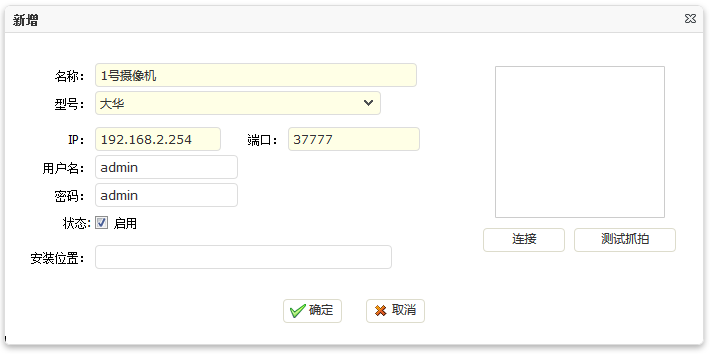 新增
名称： 1号摄像机
型号： 大华
IP： 192.168.2.254 端口： 37777
用户名： admin
密码： admin
状态: 启用
安装位置：
连接 测试抓拍
确定 取消